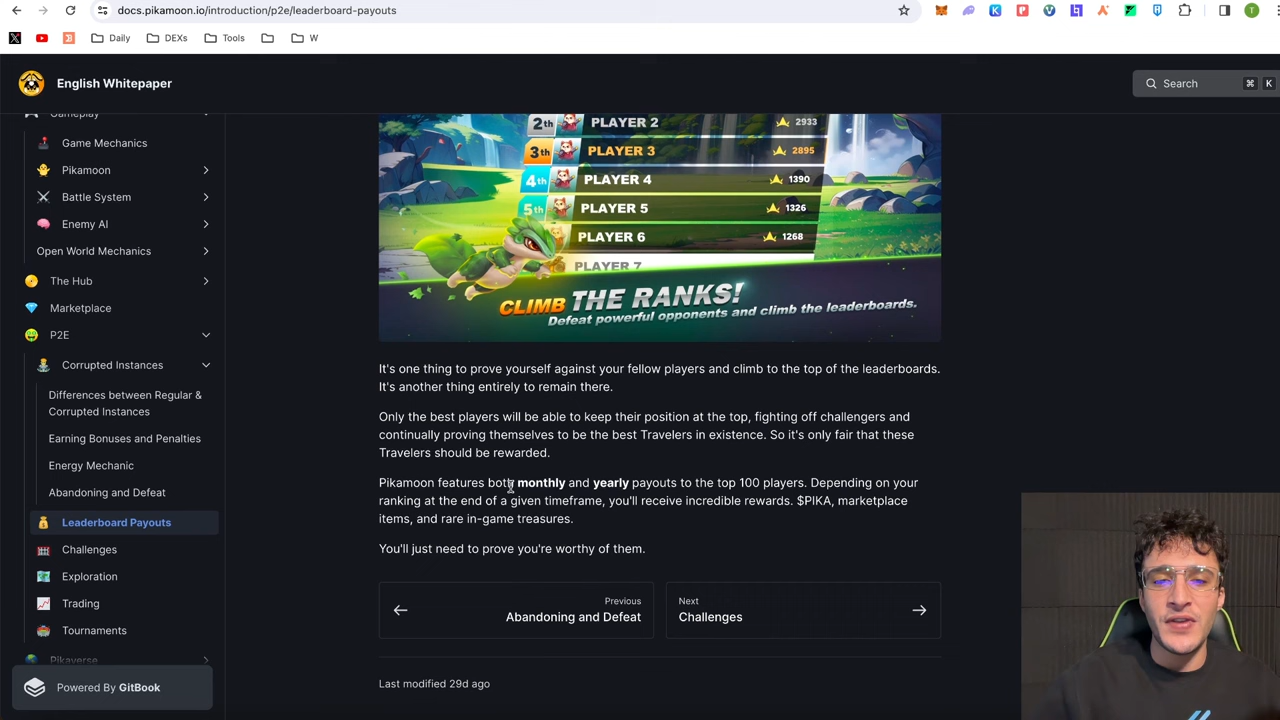 docs.pikamoon.io/introduction/p2e/leaderboard-payouts
T
Daily
DEXs
Tools
W
English Whitepaper
Search
⌘ K
Gameplay
Game Mechanics
Pikamoon
Battle System
Enemy AI
Open World Mechanics
The Hub
Marketplace
P2E
Corrupted Instances
Differences between Regular &
Corrupted Instances
Earning Bonuses and Penalties
Energy Mechanic
Abandoning and Defeat
Leaderboard Payouts
Challenges
Exploration
Trading
Tournaments
Pikaverse
Powered By GitBook
2th PLAYER 2 2933
3th PLAYER 3 2895
4th PLAYER 4 1390
5th PLAYER 5 1326
PLAYER 6 1268
PLAYER 7
CLIMB THE RANKS!
Defeat powerful opponents and climb the leaderboards.
It's one thing to prove yourself against your fellow players and climb to the top of the leaderboards.
It's another thing entirely to remain there.
Only the best players will be able to keep their position at the top, fighting off challengers and
continually proving themselves to be the best Travelers in existence. So it's only fair that these
Travelers should be rewarded.
Pikamoon features both monthly and yearly payouts to the top 100 players. Depending on your
ranking at the end of a given timeframe, you'll receive incredible rewards. $PIKA, marketplace
items, and rare in-game treasures.
You'll just need to prove you're worthy of them.
Previous
Abandoning and Defeat
Next
Challenges
Last modified 29d ago